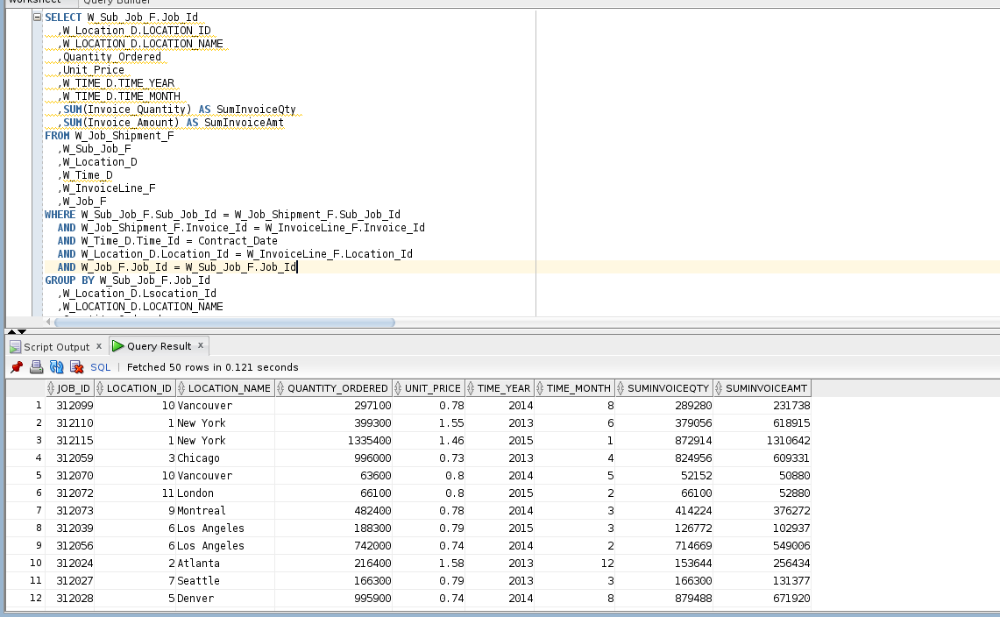 Worksheet Query Builder
SELECT W_Sub_Job_F.Job_Id
,W_Location_D.LOCATION_ID
,W_LOCATION_D.LOCATION_NAME
,Quantity_Ordered
,Unit_Price
,W_TIME_D.TIME_YEAR
,W_TIME_D.TIME_MONTH
,SUM(Invoice_Quantity) AS SumInvoiceQty
,SUM(Invoice_Amount) AS SumInvoiceAmt
FROM W_Job_Shipment_F
,W_Sub_Job_F
,W_Location_D
,W_Time_D
,W_InvoiceLine_F
,W_Job_F
WHERE W_Sub_Job_F.Sub_Job_Id = W_Job_Shipment_F.Sub_Job_Id
AND W_Job_Shipment_F.Invoice_Id = W_InvoiceLine_F.Invoice_Id
AND W_Time_D.Time_Id = Contract_Date
AND W_Location_D.Location_Id = W_InvoiceLine_F.Location_Id
AND W_Job_F.Job_Id = W_Sub_Job_F.Job_Id
GROUP BY W_Sub_Job_F.Job_Id
,W_Location_D.Lsocation_Id
,W_LOCATION_D.LOCATION_NAME
Script Output x Query Result x
SQL | Fetched 50 rows in 0.121 seconds
JOB_ID LOCATION_ID LOCATION_NAME QUANTITY_ORDERED UNIT_PRICE TIME_YEAR TIME_MONTH SUMINVOICEQTY SUMINVOICEAMT
1 312099 10 Vancouver 297100 0.78 2014 8 289280 231738
2 312110 1 New York 399300 1.55 2013 6 379056 618915
3 312115 1 New York 1335400 1.46 2015 1 872914 1310642
4 312059 3 Chicago 996000 0.73 2013 4 824956 609331
5 312070 10 Vancouver 63600 0.8 2014 5 52152 50880
6 312072 11 London 66100 0.8 2015 2 66100 52880
7 312073 9 Montreal 482400 0.78 2014 3 414224 376272
8 312039 6 Los Angeles 188300 0.79 2015 3 126772 102937
9 312056 6 Los Angeles 742000 0.74 2014 2 714669 549006
10 312024 2 Atlanta 216400 1.58 2013 12 153644 256434
11 312027 7 Seattle 166300 0.79 2013 3 166300 131377
12 312028 5 Denver 995900 0.74 2014 8 879488 671920